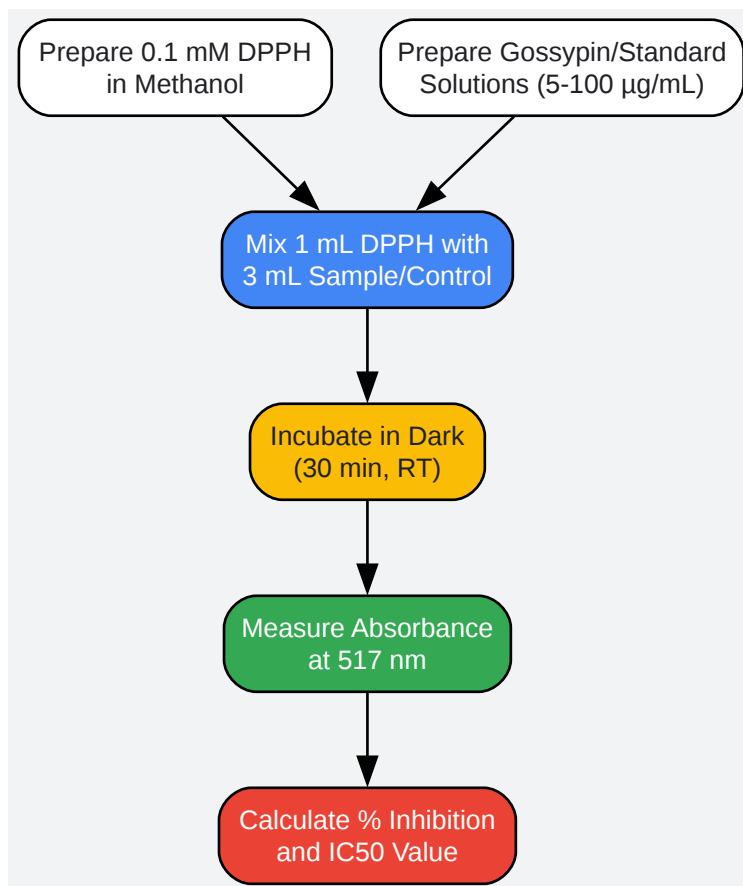 Prepare 0.1 mM DPPH
in Methanol
Prepare Gossypin/Standard
Solutions (5-100 µg/mL)
Mix 1 mL DPPH with
3 mL Sample/Control
Incubate in Dark
(30 min, RT)
Measure Absorbance
at 517 nm
Calculate % Inhibition
and IC50 Value